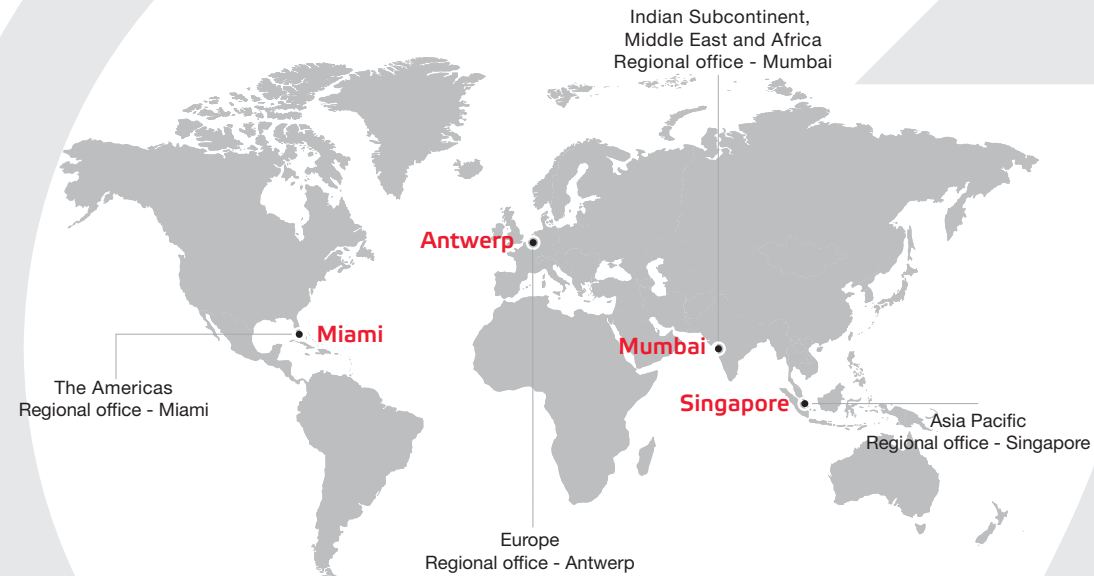 Indian Subcontinent,
Middle East and Africa
Regional office - Mumbai
Antwerp
Miami
Mumbai
The Americas
Regional office - Miami
Singapore
Asia Pacific
Regional office - Singapore
Europe
Regional office - Antwerp